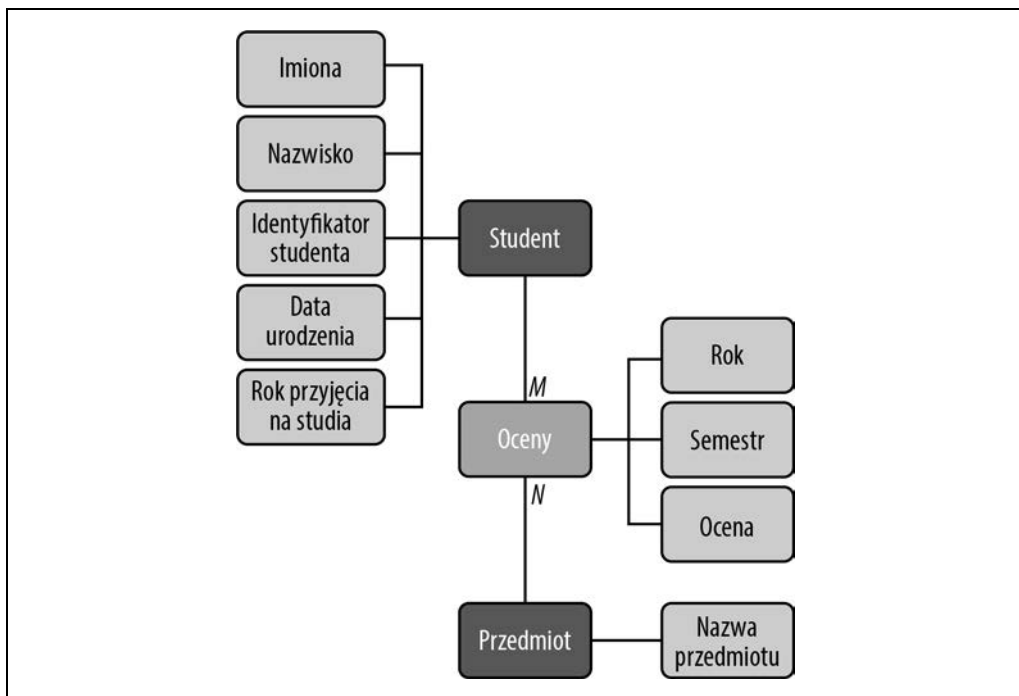 Imiona
Nazwisko
Identyfikator
studenta
Data
urodzenia
Rok przyjęcia
na studia
Student
M
Oceny
N
Rok
Semestr
Ocena
Przedmiot
Nazwa
przedmiotu